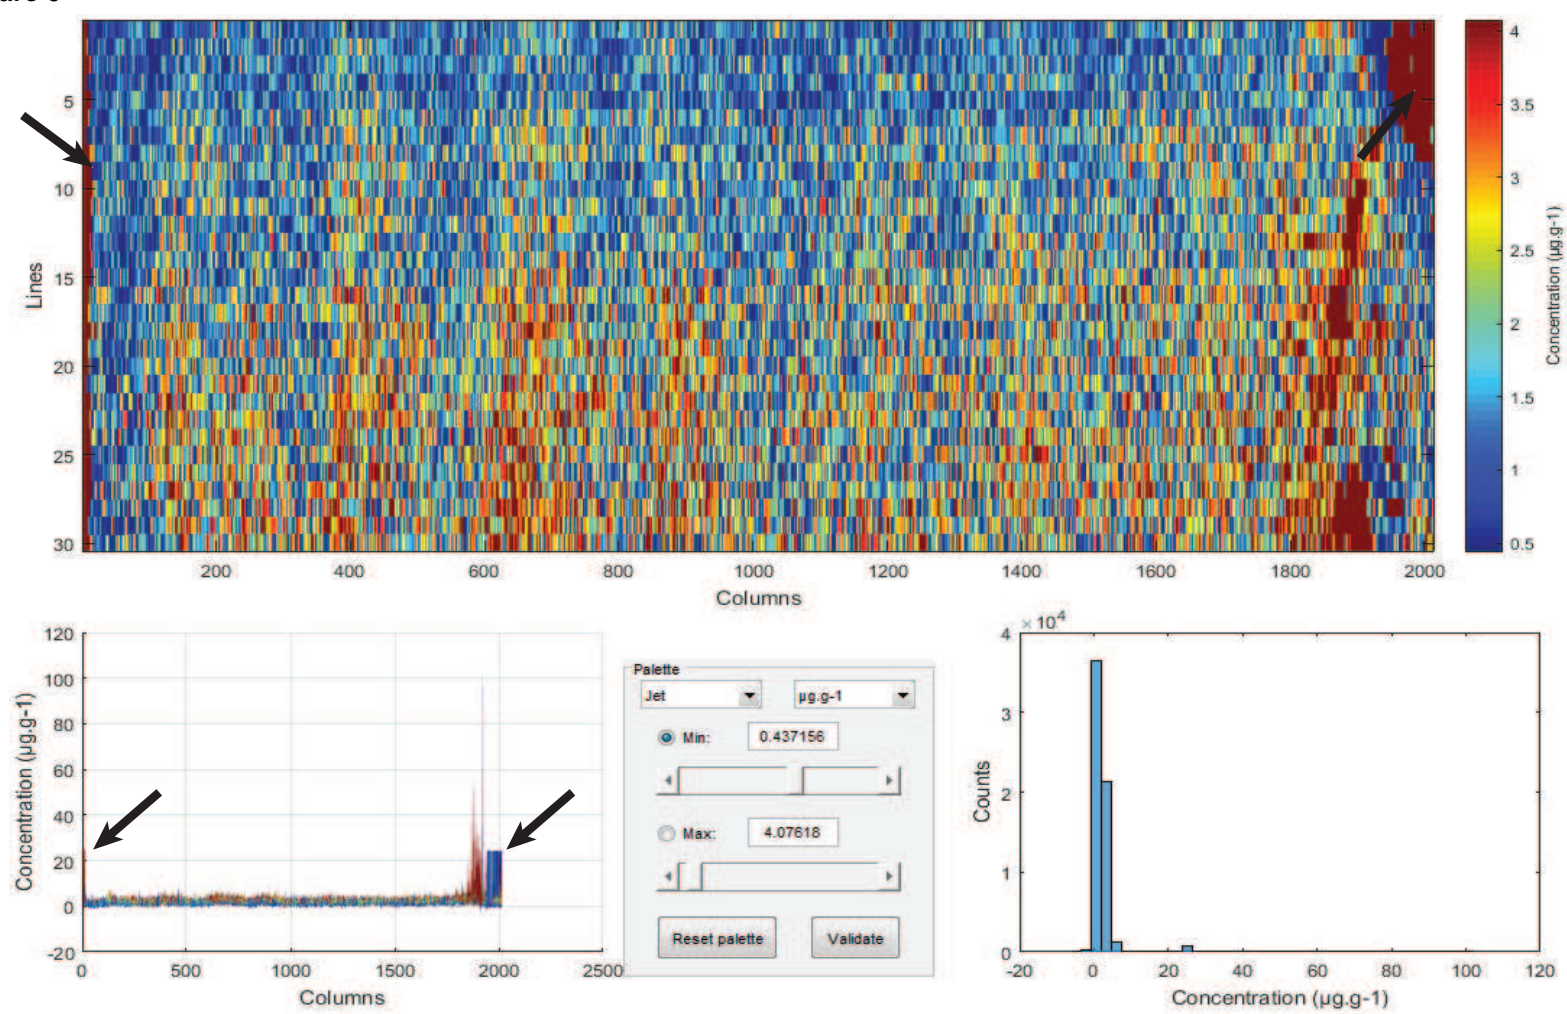 5
10
15
20
25
30
Lines
200 400 600 800 1000 1200 1400 1600 1800 2000
Columns
4
3.5
3
2.5
2
1.5
1
0.5
Concentration (µg.g-1)
120
100
80
60
40
20
0
-20
Concentration (µg.g-1)
0 500 1000 1500 2000 2500
Columns
Palette
Jet µg.g-1
Min: 0.437156
Max: 4.07618
Reset palette Validate
× 10^4
4
3
2
1
0
Counts
-20 0 20 40 60 80 100 120
Concentration (µg.g-1)